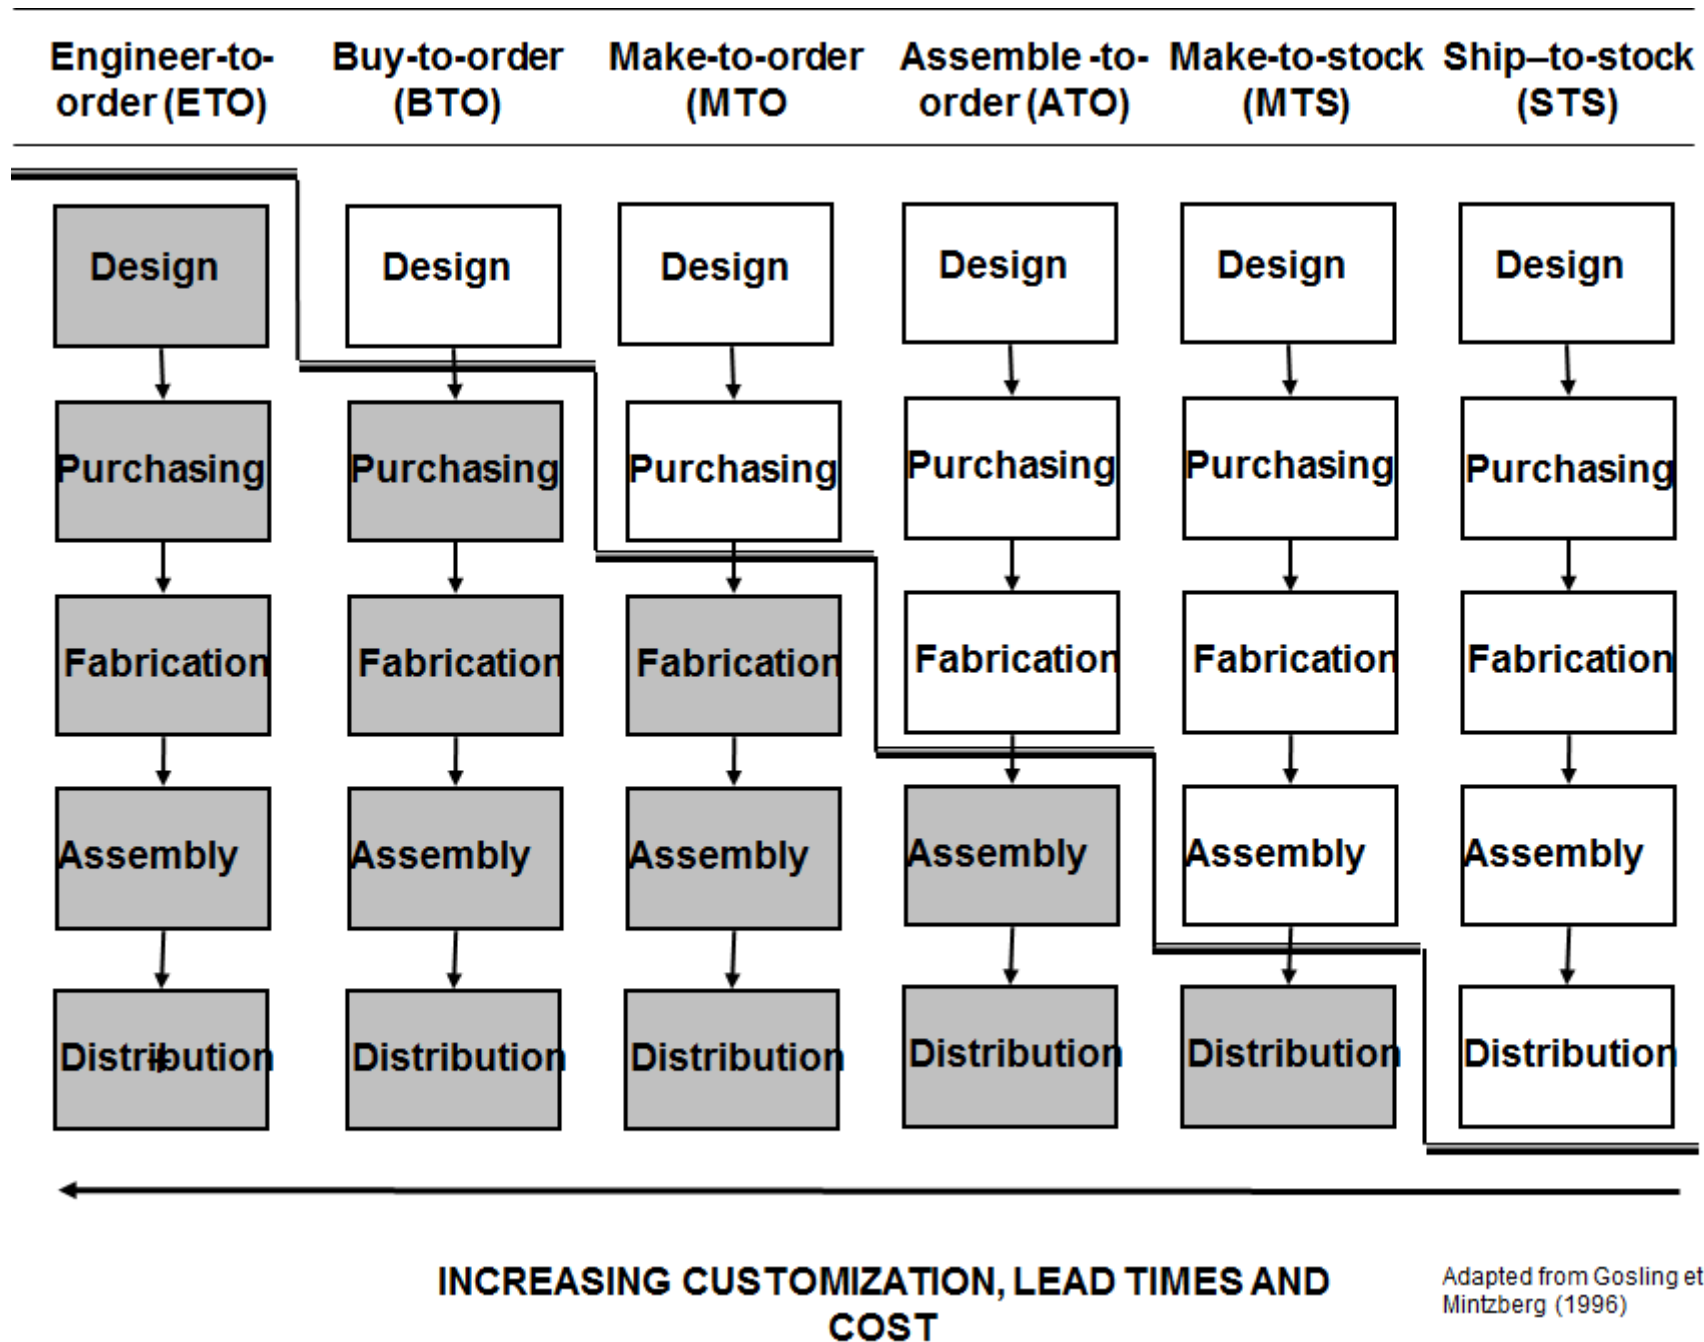 Engineer-to- Buy-to-order Make-to-order Assemble -to- Make-to-stock Ship–to-stock
order (ETO) (BTO) (MTO order (ATO) (MTS) (STS)
Design Design Design Design Design Design
Purchasing Purchasing Purchasing Purchasing Purchasing Purchasing
Fabrication Fabrication Fabrication Fabrication Fabrication Fabrication
Assembly Assembly Assembly Assembly Assembly Assembly
Distribution Distribution Distribution Distribution Distribution Distribution
INCREASING CUSTOMIZATION, LEAD TIMES AND
COST
Adapted from Gosling et
Mintzberg (1996)